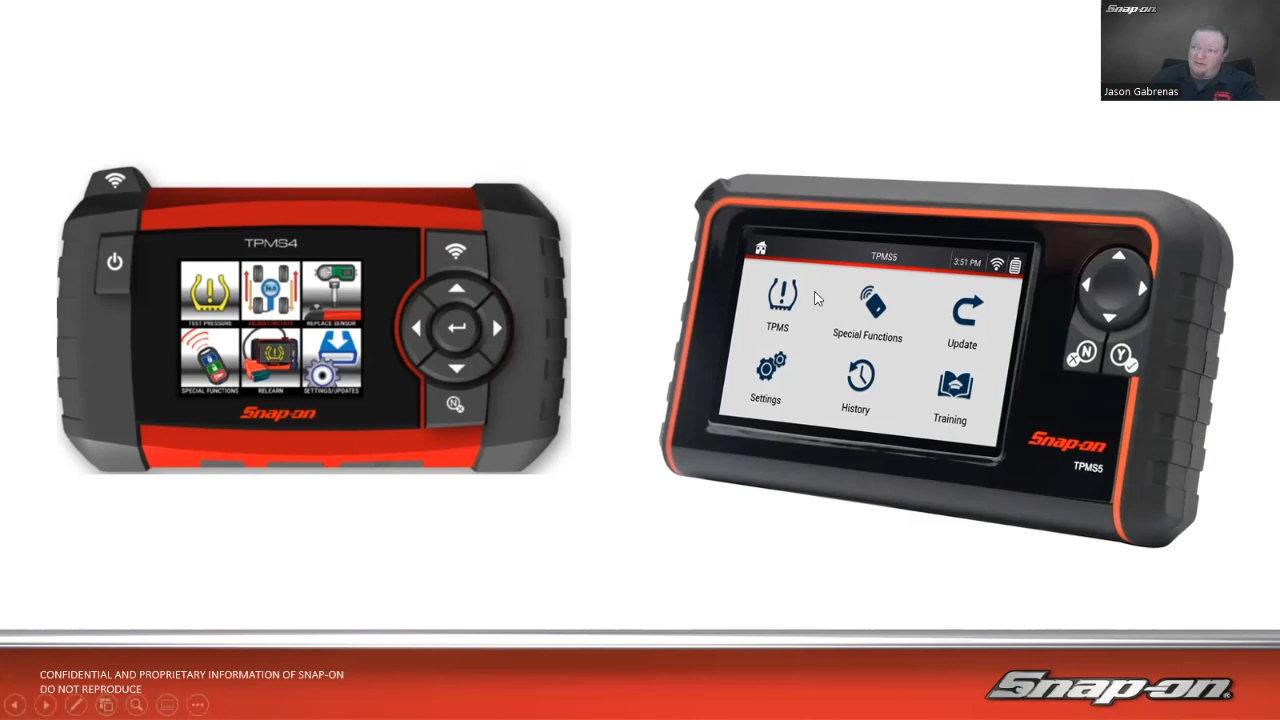 Snap-on
Jason Gabrenas
TPMS4
TEST PRESSURE
ADJUST/ROTATE
REPLACE SENSOR
SPECIAL FUNCTIONS
RELEARN
SETTINGS/UPDATES
Snap-on
N
TPMS5
3:51 PM
TPMS
Special Functions
Update
Settings
History
Training
N
Y
Snap-on
TPMS5
CONFIDENTIAL AND PROPRIETARY INFORMATION OF SNAP-ON
DO NOT REPRODUCE
Snap-on